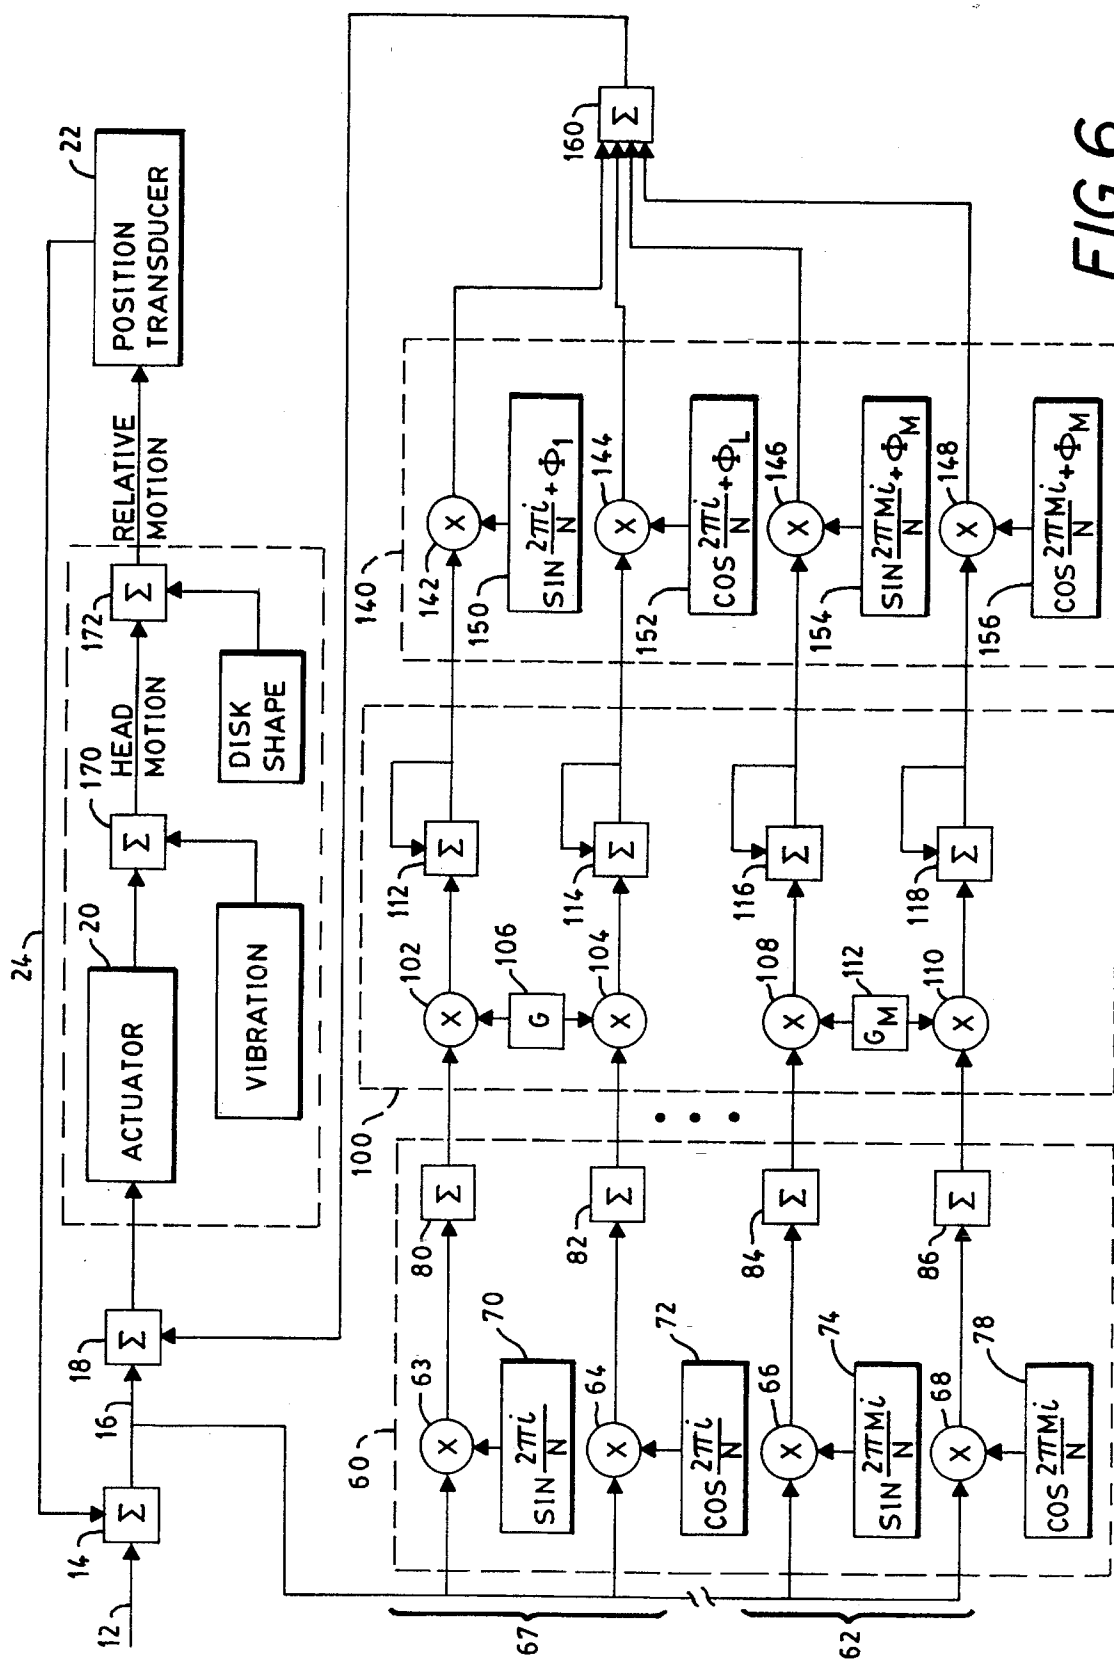 24
22
POSITION
TRANSDUCER
RELATIVE
MOTION
172
Σ
DISK
SHAPE
HEAD
MOTION
170
Σ
20
ACTUATOR
VIBRATION
18
Σ
16
14
Σ
12
160
Σ
140
142
X
150
SIN 2πi/N + Φ1
144
X
152
COS 2πi/N + ΦL
146
X
154
SIN 2πMi/N + ΦM
148
X
156
COS 2πMi/N + ΦM
100
112
Σ
102
X
106
G
114
Σ
104
X
116
Σ
108
X
112
GM
118
Σ
110
X
60
80
Σ
63
X
70
SIN 2πi/N
82
Σ
64
X
72
COS 2πi/N
84
Σ
66
X
74
SIN 2πMi/N
86
Σ
68
X
78
COS 2πMi/N
67
62
FIG 6